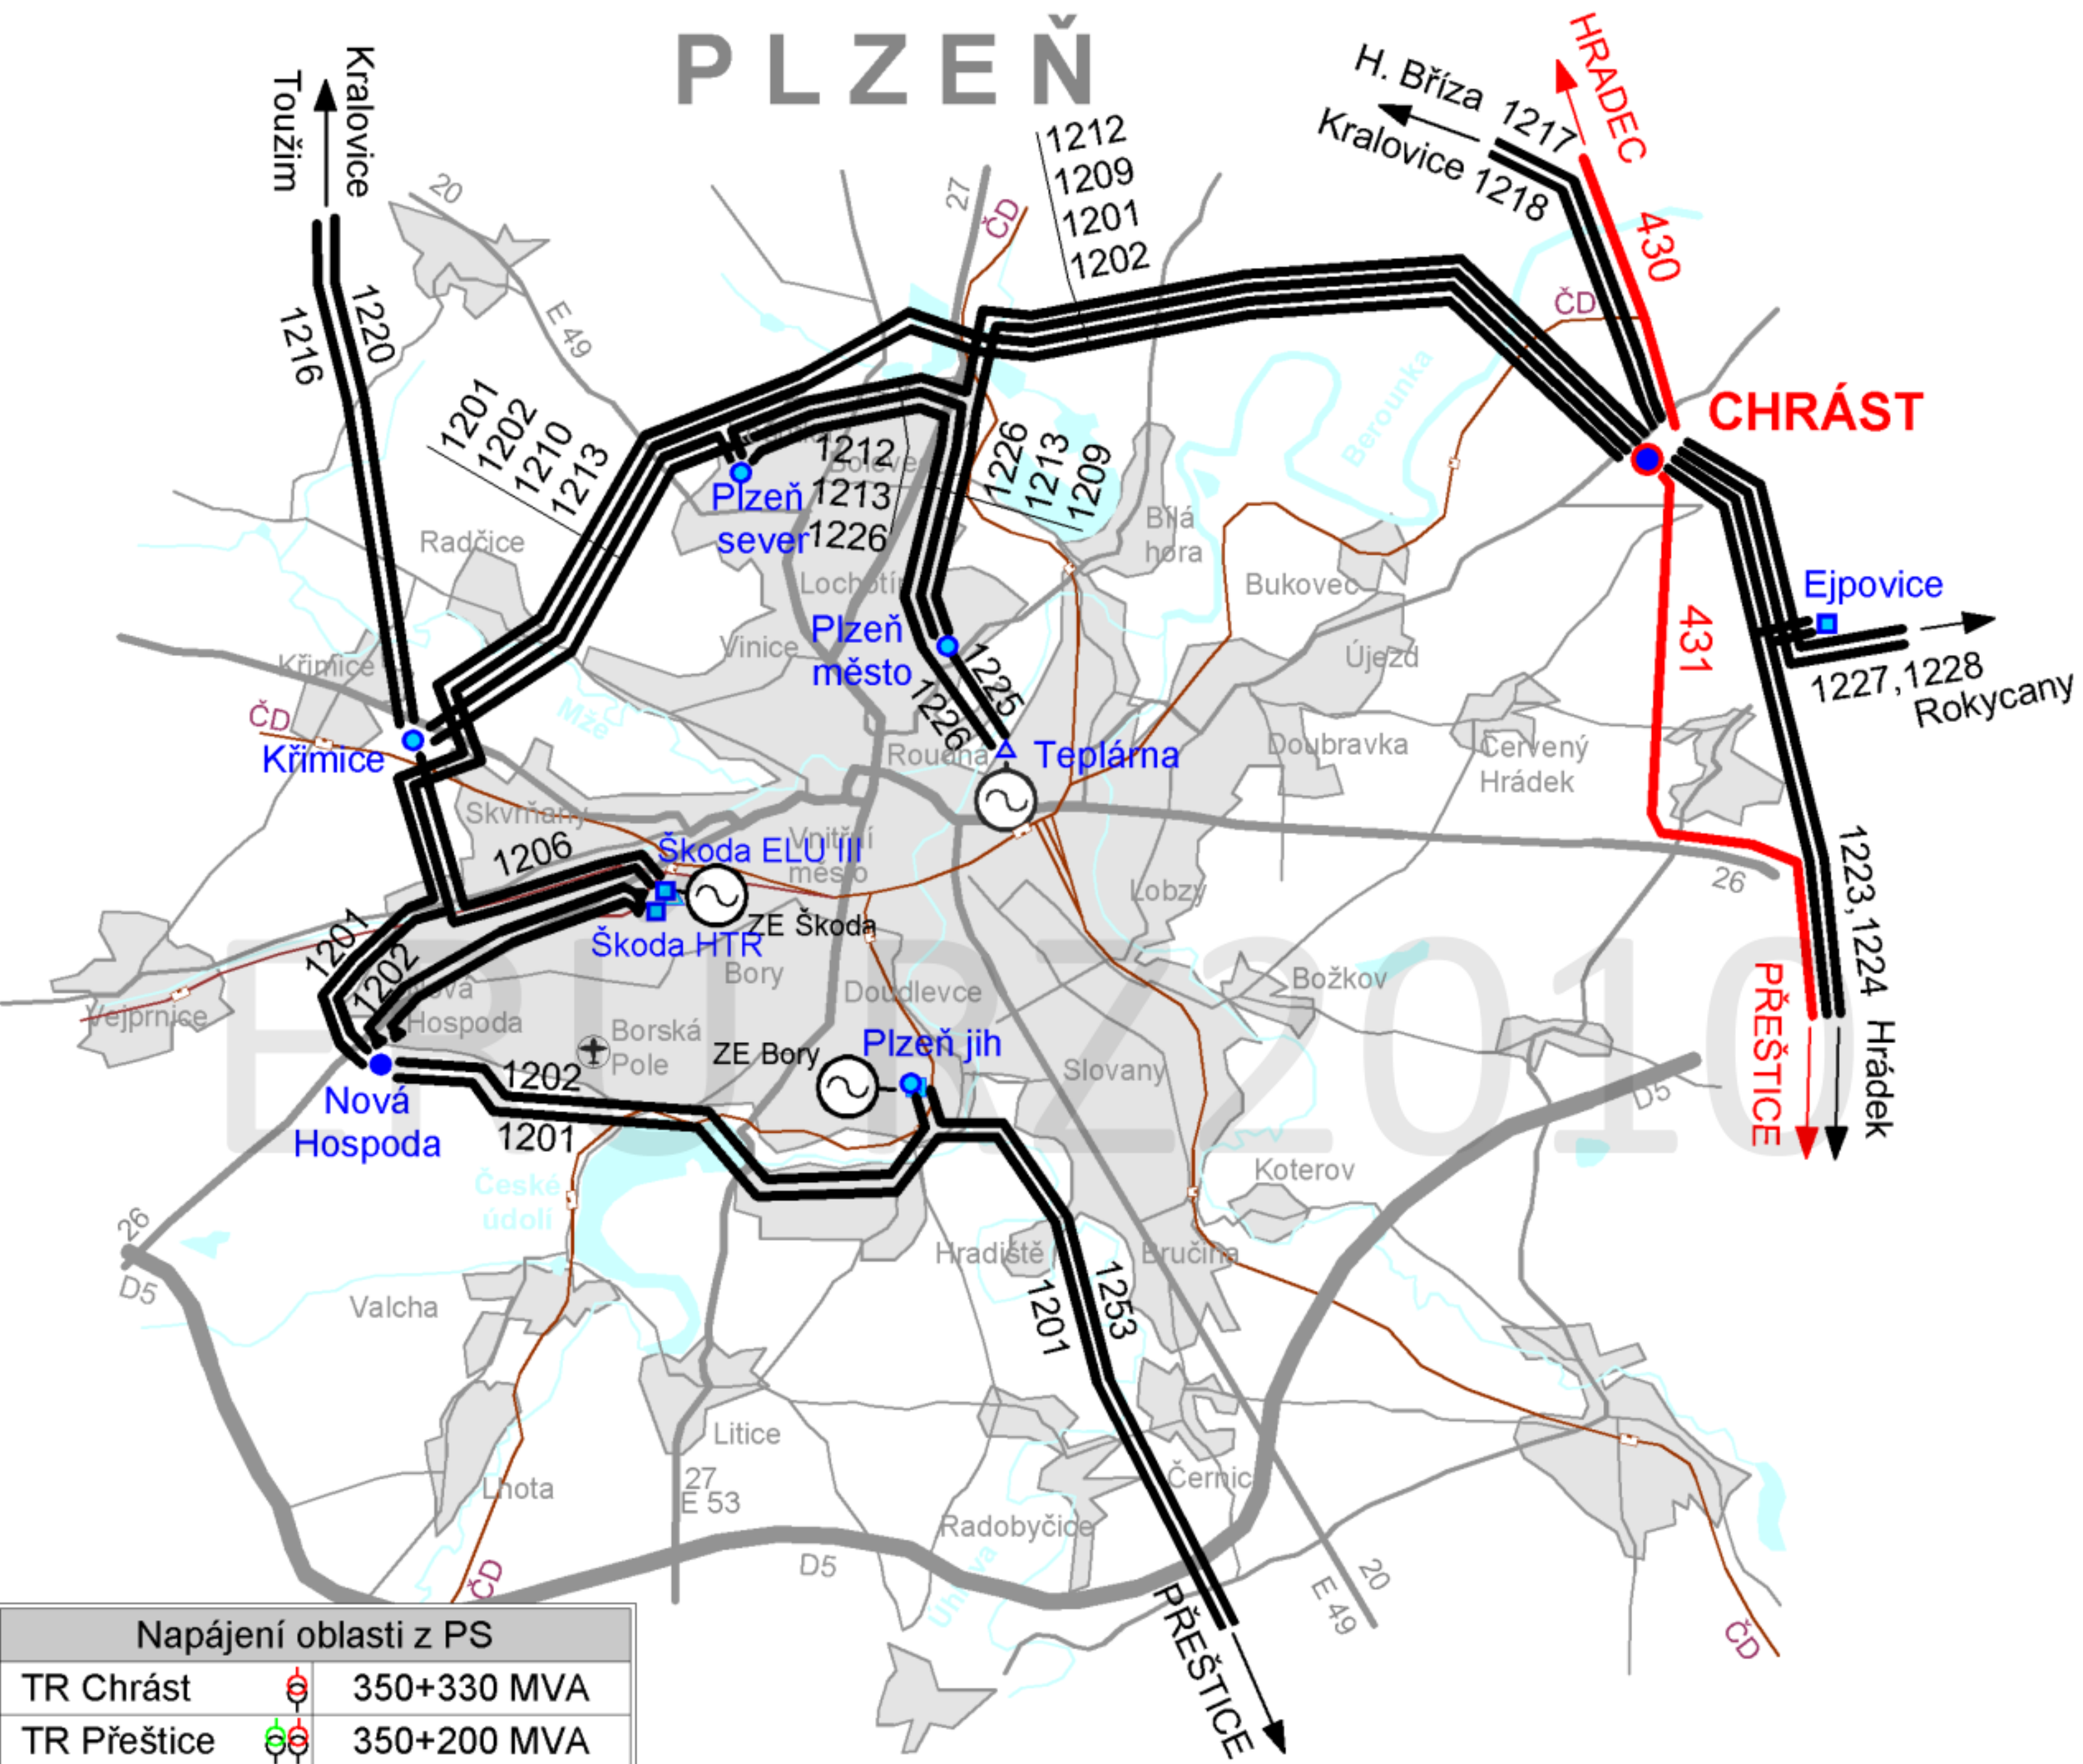 PLZEŇ
Kralovice
Toužim
H. Bříza 1217
Kralovice 1218
HRADEC
430
1212
1209
1201
1202
20
27
ČD
E 49
1220
1216
ČD
Berounka
CHRÁST
1201
1202
1210
1213
1212
1213
1226
1226
1213
1209
Plzeň
sever
Radčice
Lochotín
Bílá
hora
Bukovec
Ejpovice
431
1227,1228
Rokycany
Plzeň
město
Vinice
Újezd
Křimice
ČD
Křimice
Mže
1225
1226
Roudná
Teplárna
Doubravka
Červený
Hrádek
Skvrňany
1206
Škoda ELU III
Vnitřní
město
ZE Škoda
Škoda HTR
Lobzy
26
1223,1224
Hrádek
PŘEŠTICE
1201
1202
Vejprnice
Nová
Hospoda
Bory
Doudlevce
Božkov
ERU RZ2010
Borská
Pole
ZE Bory
Plzeň jih
Slovany
D5
Nová
Hospoda
1202
1201
České
údolí
Koterov
26
D5
Hradiště
Bručiha
Valcha
1201
1253
Litice
Lhota
27
E 53
Černic
Radobyčice
Úhlava
D5
ČD
20
E 49
ČD
PŘEŠTICE
Napájení oblasti z PS
TR Chrást 350+330 MVA
TR Přeštice 350+200 MVA